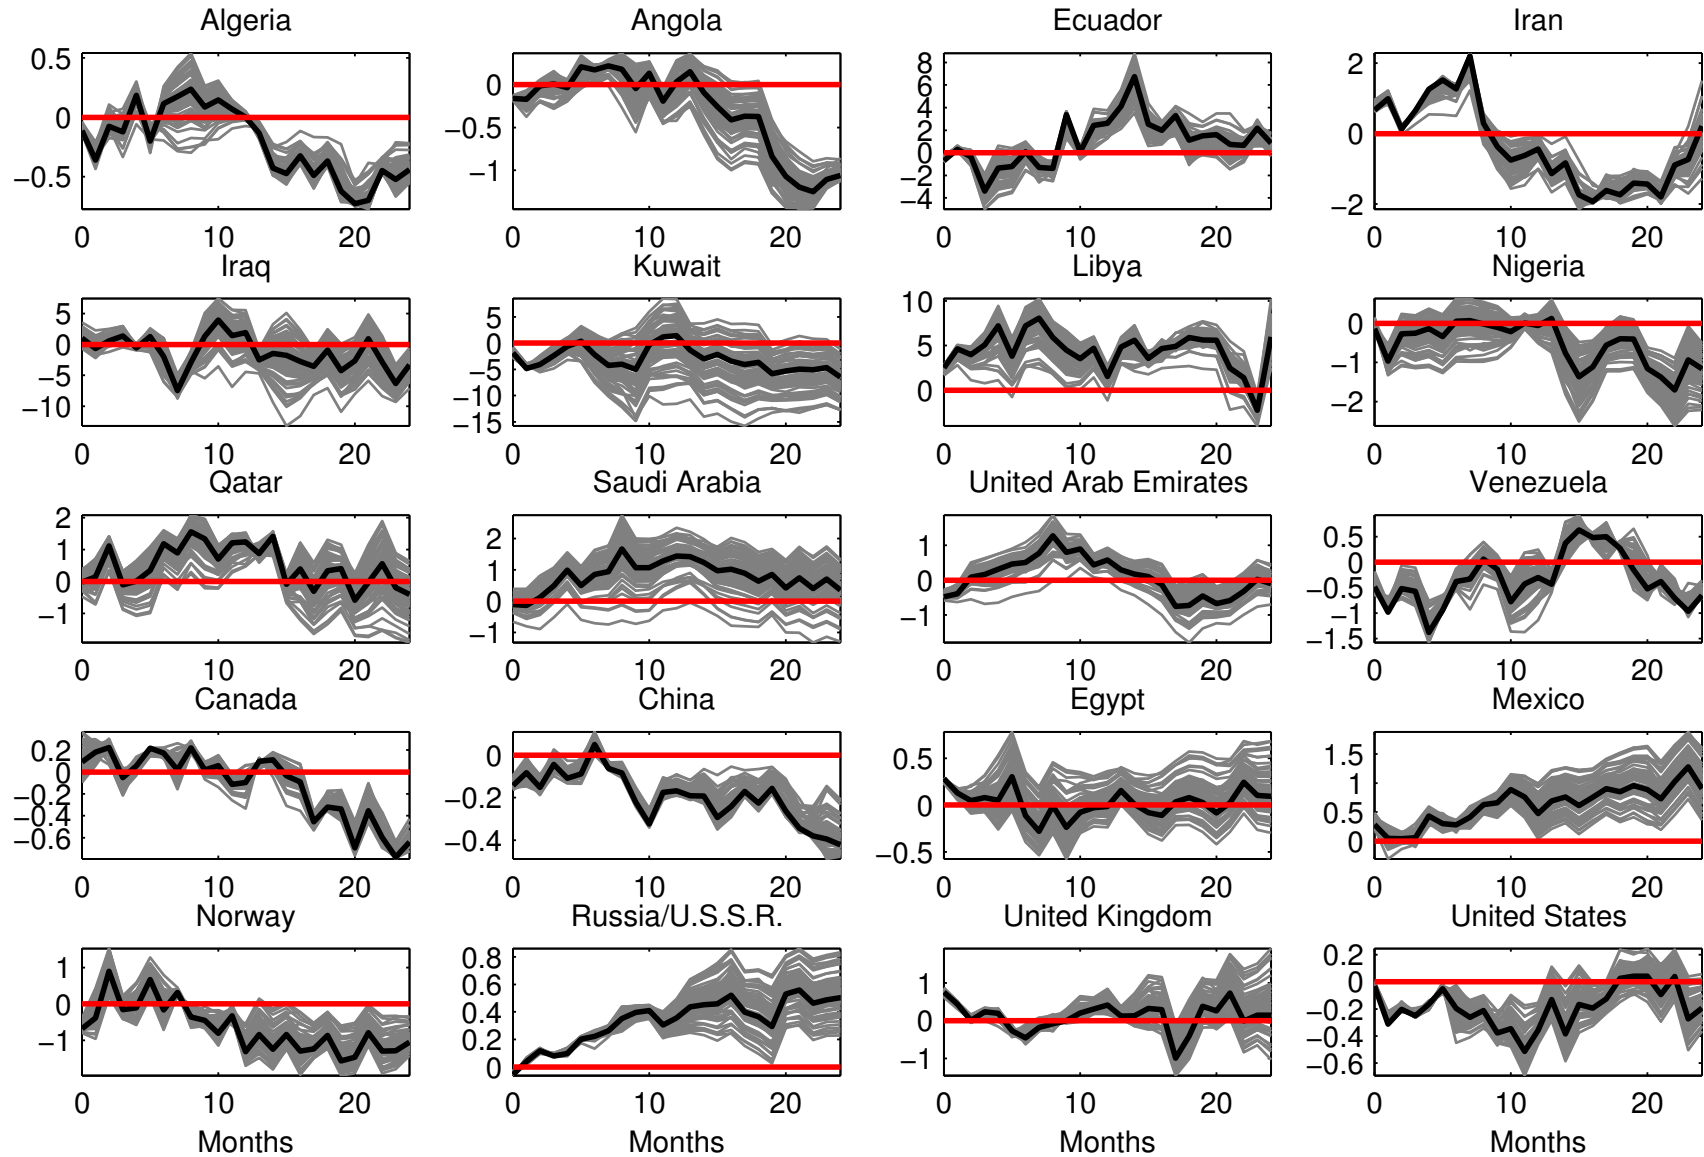 Algeria Angola Ecuador Iran
0.5 0 −0.5
0 −0.5 −1
8 6 4 2 0 −2 −4
2 0 −2
0 10 20 0 10 20 0 10 20 0 10 20
Iraq Kuwait Libya Nigeria
5 0 −5 −10
5 0 −5 −10 −15
10 5 0
0 −1 −2
0 10 20 0 10 20 0 10 20 0 10 20
Qatar Saudi Arabia United Arab Emirates Venezuela
2 1 0 −1
2 1 0 −1
1 0 −1
0.5 0 −0.5 −1 −1.5
0 10 20 0 10 20 0 10 20 0 10 20
Canada China Egypt Mexico
0.2 0 −0.2 −0.4 −0.6
0 −0.2 −0.4
0.5 0 −0.5
1.5 1 0.5 0
0 10 20 0 10 20 0 10 20 0 10 20
Norway Russia/U.S.S.R. United Kingdom United States
1 0 −1
0.8 0.6 0.4 0.2 0
1 0 −1
0.2 0 −0.2 −0.4 −0.6
0 10 20 0 10 20 0 10 20 0 10 20
Months Months Months Months